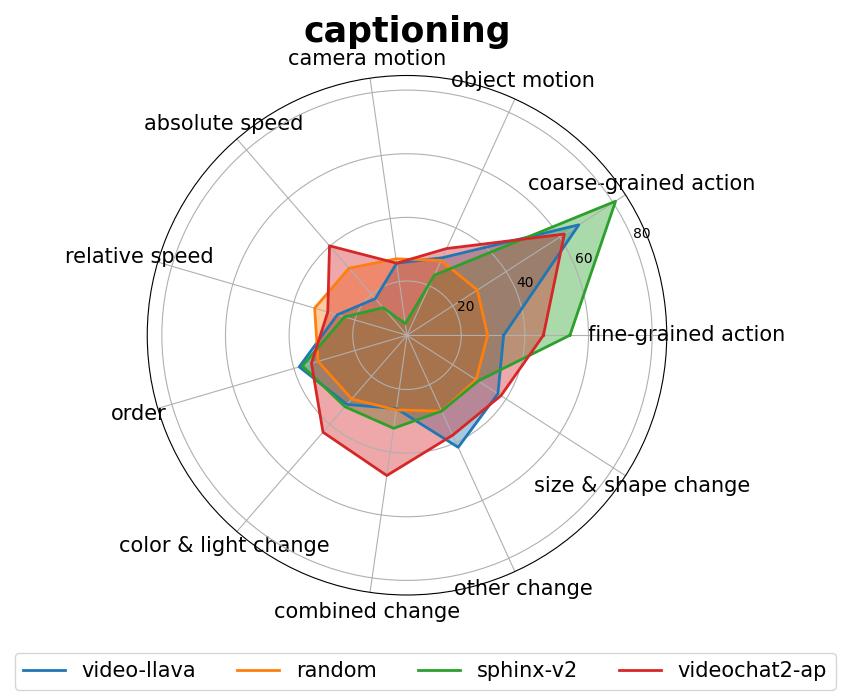 captioning
camera motion
object motion
absolute speed
coarse-grained action
relative speed
80
60
40
20
fine-grained action
order
size & shape change
color & light change
other change
combined change
video-llava random sphinx-v2 videochat2-ap